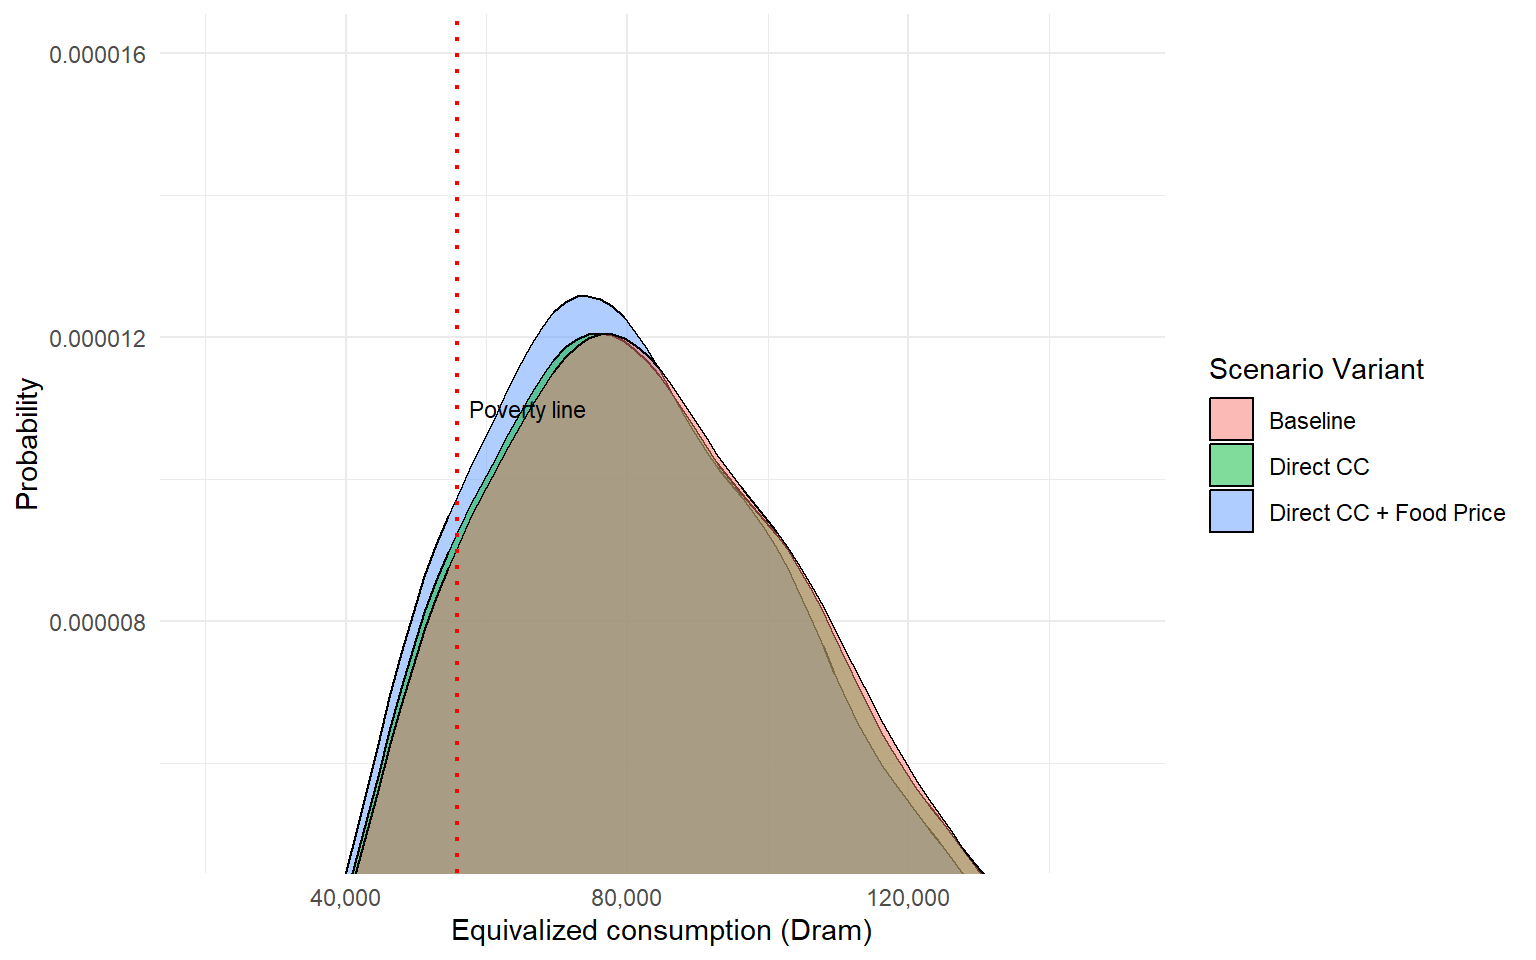 0.000016
0.000012
0.000008
Probability
Poverty line
40,000
80,000
120,000
Equivalized consumption (Dram)
Scenario Variant
Baseline
Direct CC
Direct CC + Food Price